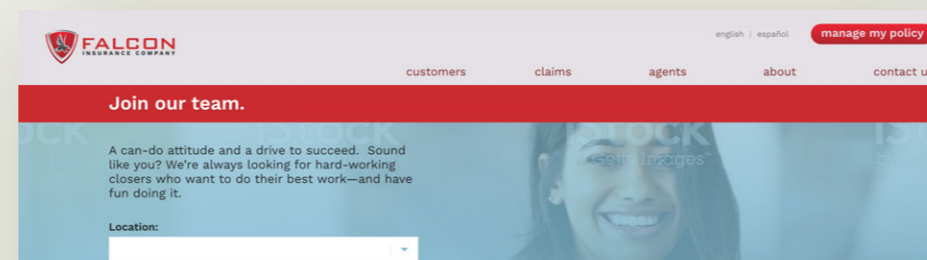 FALCON
INSURANCE COMPANY
english | español
manage my policy
customers claims agents about contact u
Join our team.
iStock
Getty Images
A can-do attitude and a drive to succeed. Sound
like you? We're always looking for hard-working
closers who want to do their best work—and have
fun doing it.
Location: